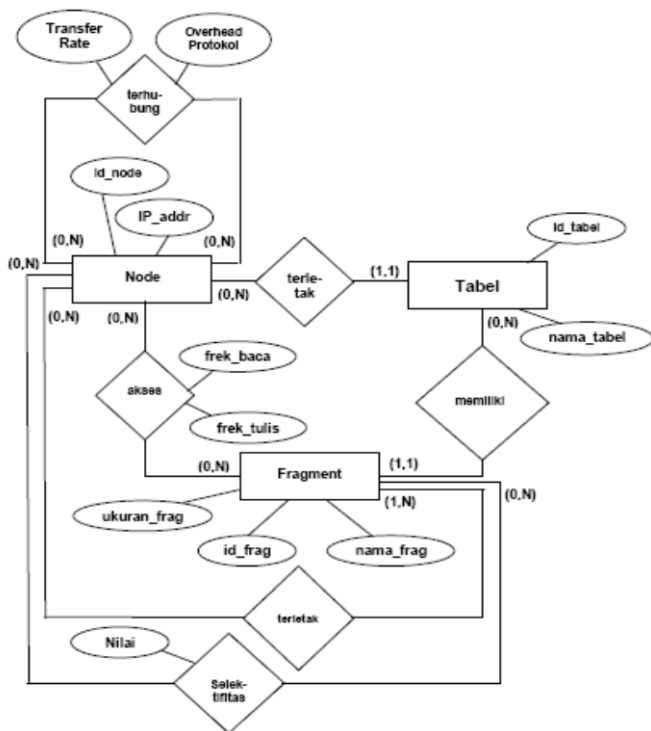 Transfer
Rate
Overhead
Protokol
terhu-
bung
id_node
IP_addr
(0,N)
(0,N)
(0,N)
Node
(0,N)
(0,N)
(0,N)
terle-
tak
(1,1)
id_tabel
Tabel
(0,N)
nama_tabel
akses
frek_baca
frek_tulis
memiliki
(0,N)
Fragment
(1,1)
(1,N)
(0,N)
ukuran_frag
id_frag
nama_frag
terletak
Nilai
Selek-
tifitas